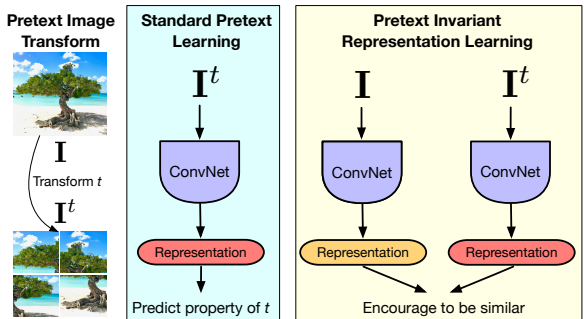 Pretext Image
Transform
I
Transform t
I^t
Standard Pretext
Learning
I^t
ConvNet
Representation
Predict property of t
Pretext Invariant
Representation Learning
I
I^t
ConvNet
ConvNet
Representation
Representation
Encourage to be similar